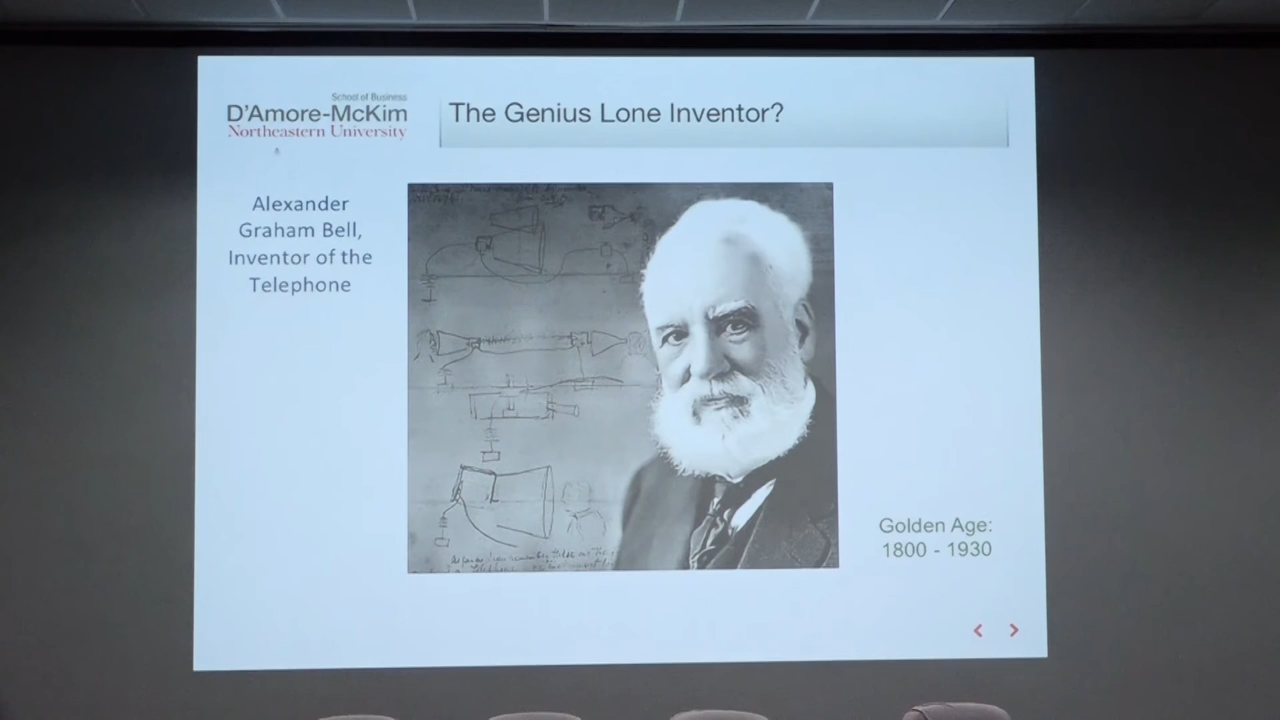 School of Business
D'Amore-McKim
Northeastern University
The Genius Lone Inventor?
Alexander
Graham Bell,
Inventor of the
Telephone
Golden Age:
1800 - 1930